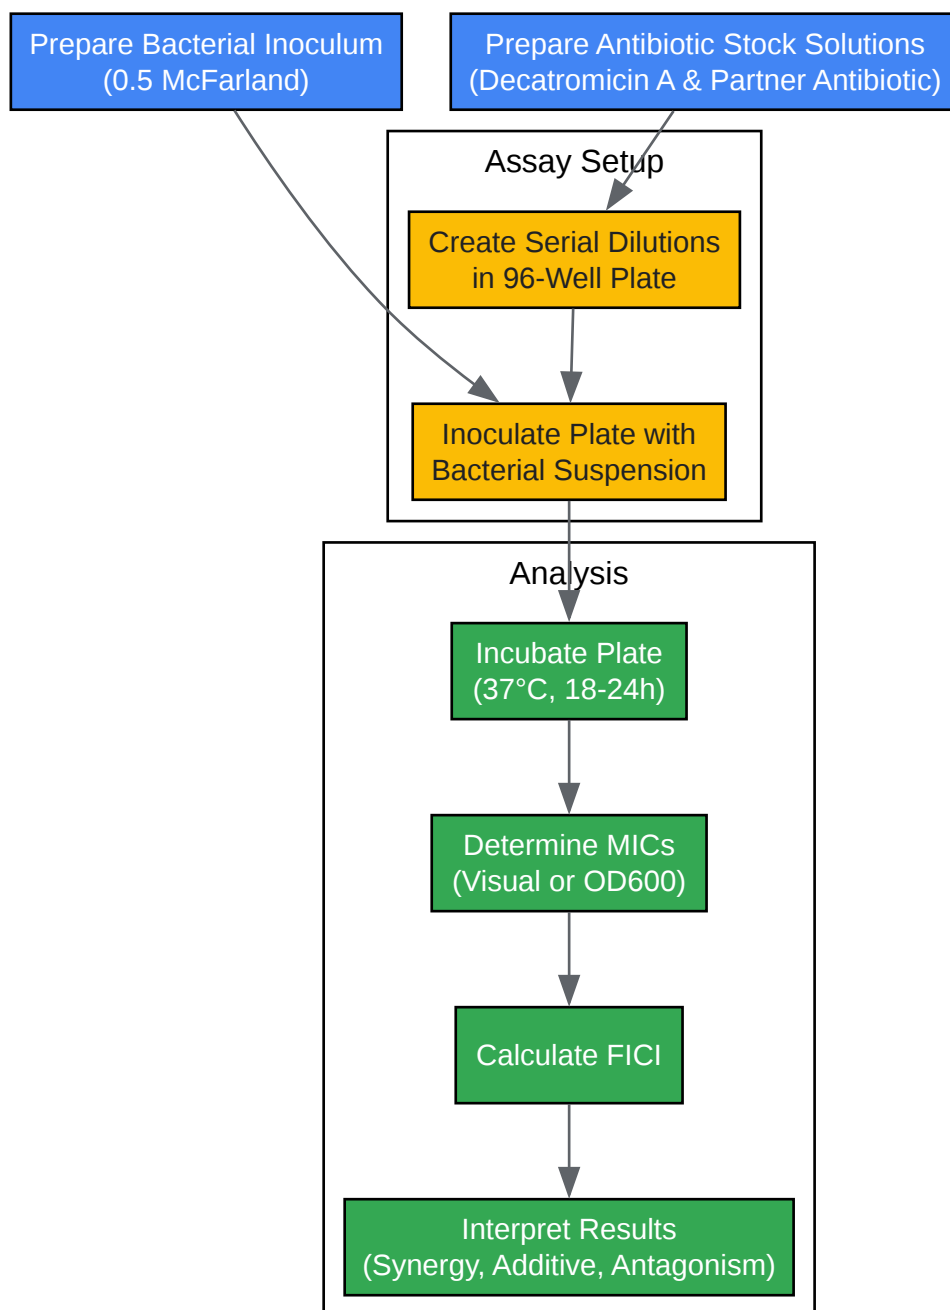 Prepare Bacterial Inoculum
(0.5 McFarland)
Prepare Antibiotic Stock Solutions
(Decatromicin A & Partner Antibiotic)
Assay Setup
Create Serial Dilutions
in 96-Well Plate
Inoculate Plate with
Bacterial Suspension
Analysis
Incubate Plate
(37°C, 18-24h)
Determine MICs
(Visual or OD600)
Calculate FICI
Interpret Results
(Synergy, Additive, Antagonism)